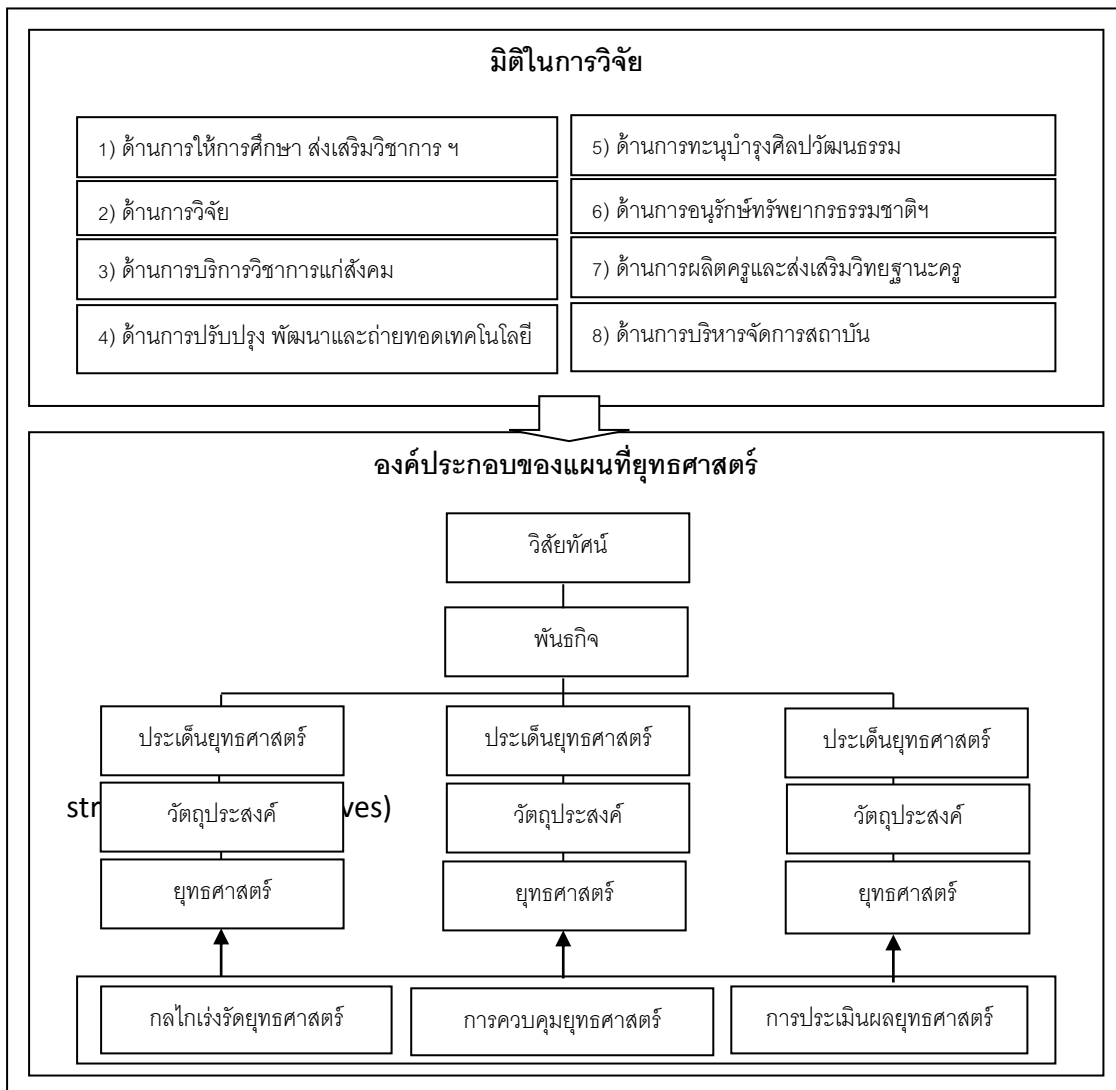 มิติในการวิจัย
1) ด้านการให้การศึกษา ส่งเสริมวิชาการ ฯ
2) ด้านการวิจัย
3) ด้านการบริการวิชาการแก่สังคม
4) ด้านการปรับปรุง พัฒนาและถ่ายทอดเทคโนโลยี
5) ด้านการทะนุบำรุงศิลปวัฒนธรรม
6) ด้านการอนุรักษ์ทรัพยากรธรรมชาติฯ
7) ด้านการผลิตครูและส่งเสริมวิทยฐานะครู
8) ด้านการบริหารจัดการสถาบัน
องค์ประกอบของแผนที่ยุทธศาสตร์
วิสัยทัศน์
พันธกิจ
ประเด็นยุทธศาสตร์ ประเด็นยุทธศาสตร์ ประเด็นยุทธศาสตร์
str วัตถุประสงค์ ves) วัตถุประสงค์ วัตถุประสงค์
ยุทธศาสตร์ ยุทธศาสตร์ ยุทธศาสตร์
กลไกเร่งรัดยุทธศาสตร์ การควบคุมยุทธศาสตร์ การประเมินผลยุทธศาสตร์